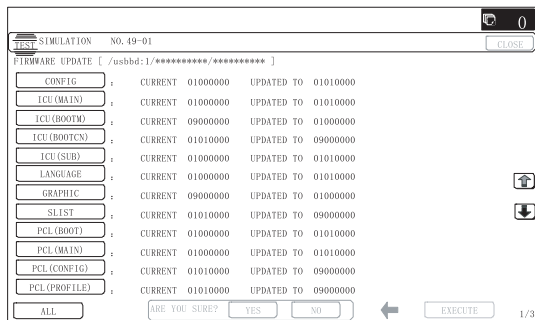 0
TEST SIMULATION NO. 49-01 CLOSE
FIRMWARE UPDATE [ /usbbd:1/**********/********** ]
CONFIG : CURRENT 01000000 UPDATED TO 01010000
ICU(MAIN) : CURRENT 01000000 UPDATED TO 01010000
ICU(BOOTM) : CURRENT 09000000 UPDATED TO 01000000
ICU(BOOTCN) : CURRENT 01010000 UPDATED TO 09000000
ICU(SUB) : CURRENT 01000000 UPDATED TO 01010000
LANGUAGE : CURRENT 01000000 UPDATED TO 01010000
GRAPHIC : CURRENT 09000000 UPDATED TO 01000000
SLIST : CURRENT 01010000 UPDATED TO 09000000
PCL(BOOT) : CURRENT 01000000 UPDATED TO 01010000
PCL(MAIN) : CURRENT 01000000 UPDATED TO 01010000
PCL(CONFIG) : CURRENT 01010000 UPDATED TO 09000000
PCL(PROFILE) : CURRENT 01010000 UPDATED TO 09000000
ALL ARE YOU SURE? YES NO EXECUTE 1/3